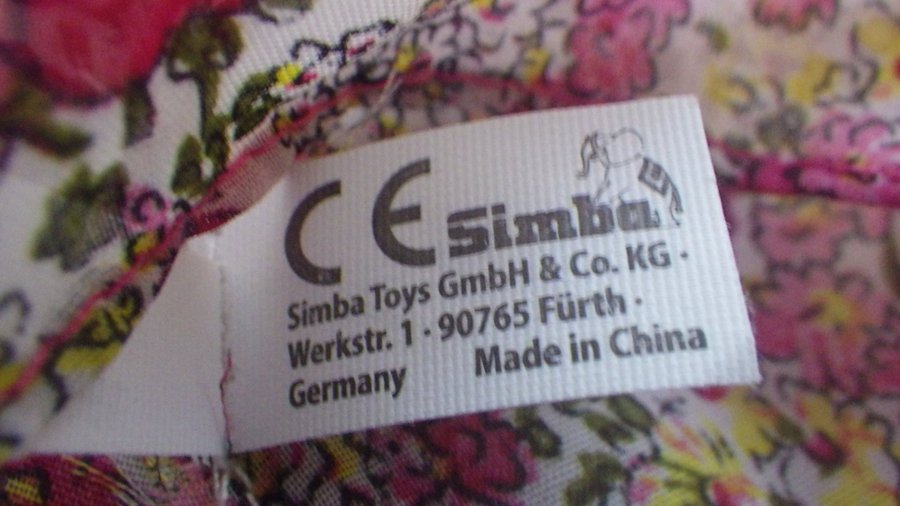 CE simba
Simba Toys GmbH & Co. KG ·
Werkstr. 1 · 90765 Fürth ·
Germany Made in China